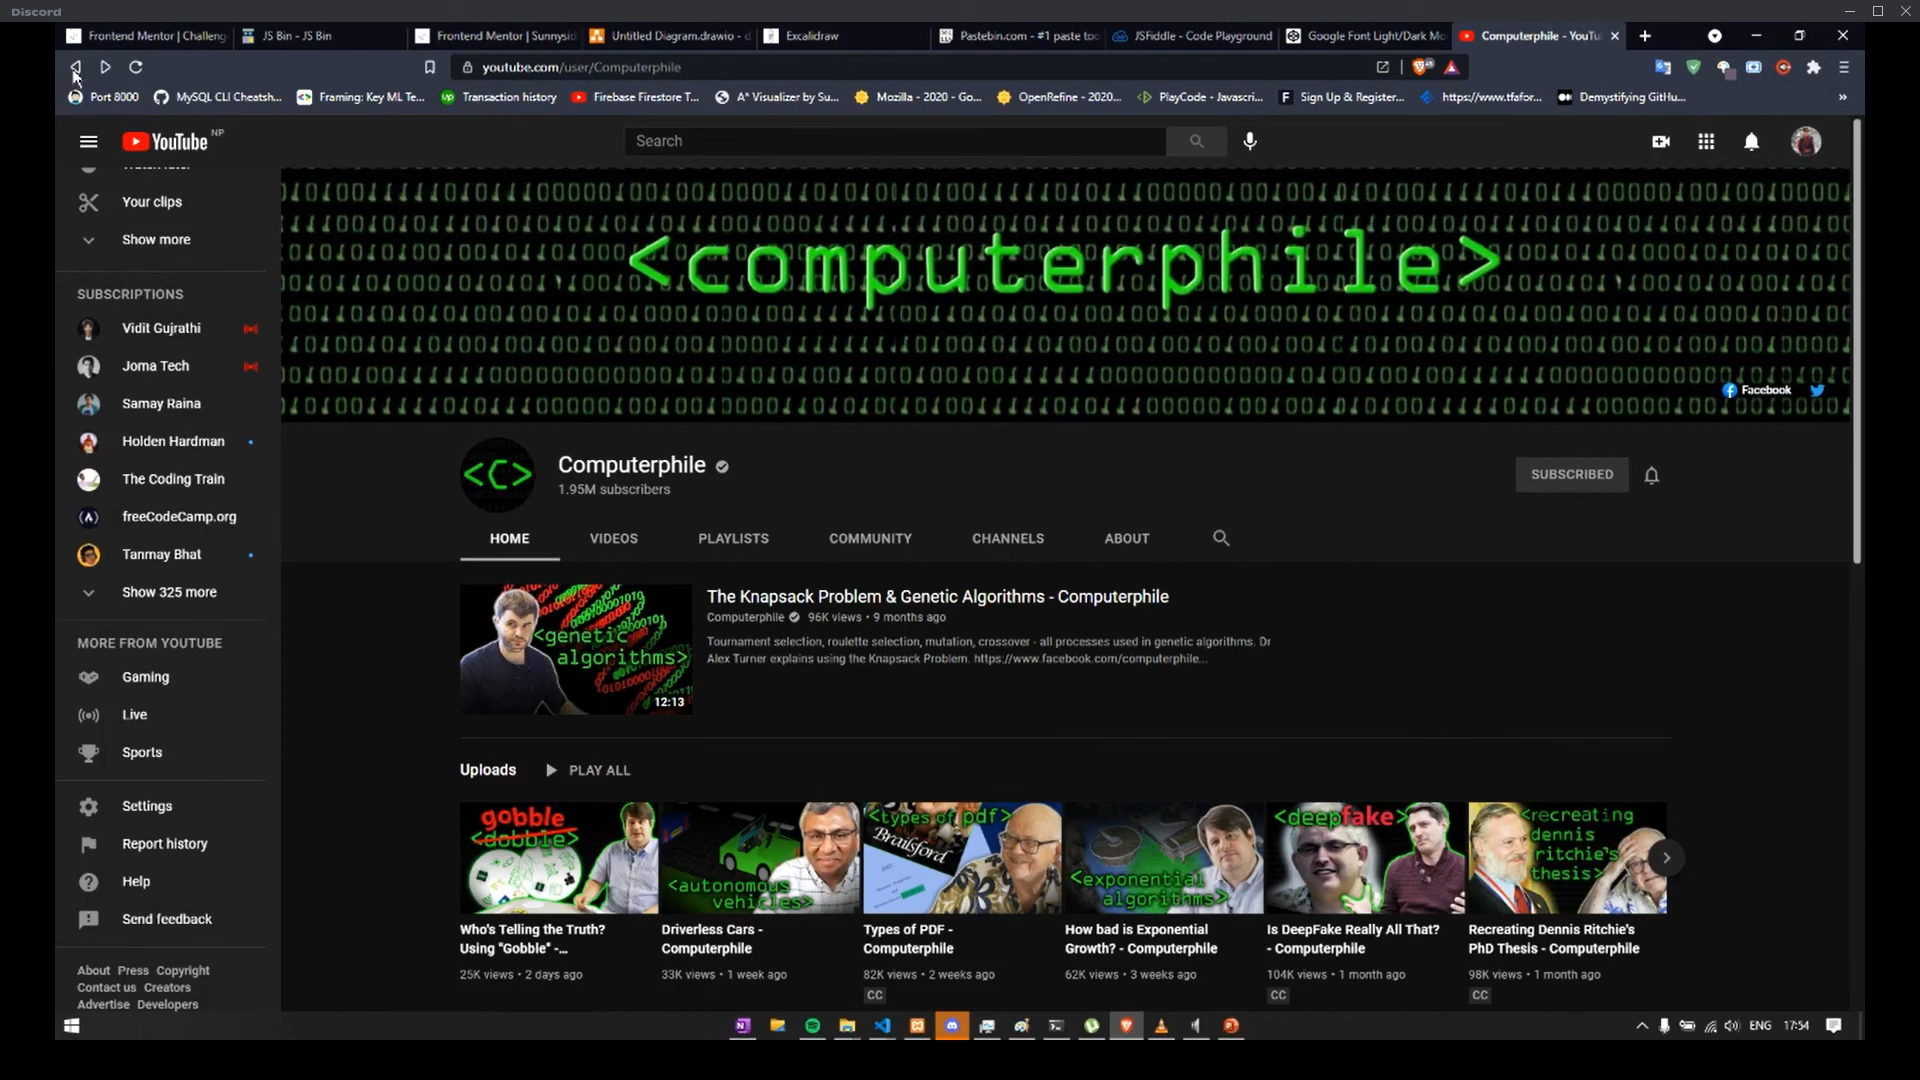 Discord
Frontend Mentor | Challeng
JS Bin - JS Bin
Frontend Mentor | Sunnysid
Untitled Diagram.drawio - d
Excalidraw
Pastebin.com - #1 paste to
JSFiddle - Code Playground
Google Font Light/Dark Mo
Computerphile - YouTu
youtube.com/user/Computerphile
Port 8000
MySQL CLI Cheatsh...
Framing: Key ML Te...
Transaction history
Firebase Firestore T...
A* Visualizer by Su...
Mozilla - 2020 - Go...
OpenRefine - 2020...
PlayCode - Javascri...
Sign Up & Register...
https://www.tfafor...
Demystifying GitHu...
YouTube NP
Search
Your clips
Show more
SUBSCRIPTIONS
Vidit Gujrathi
Joma Tech
Samay Raina
Holden Hardman
The Coding Train
freeCodeCamp.org
Tanmay Bhat
Show 325 more
MORE FROM YOUTUBE
Gaming
Live
Sports
Settings
Report history
Help
Send feedback
About Press Copyright
Contact us Creators
Advertise Developers
<computerphile>
Facebook
<C>
Computerphile
1.95M subscribers
SUBSCRIBED
HOME
VIDEOS
PLAYLISTS
COMMUNITY
CHANNELS
ABOUT
<genetic
algorithms>
12:13
The Knapsack Problem & Genetic Algorithms - Computerphile
Computerphile 96K views • 9 months ago
Tournament selection, roulette selection, mutation, crossover - all processes used in genetic algorithms. Dr
Alex Turner explains using the Knapsack Problem. https://www.facebook.com/computerphile...
Uploads
PLAY ALL
gobble
<dobble>
Who's Telling the Truth?
Using "Gobble" -...
25K views • 2 days ago
<autonomous
vehicles>
Driverless Cars -
Computerphile
33K views • 1 week ago
<types of pdf>
Brailsford
Types of PDF -
Computerphile
82K views • 2 weeks ago
CC
<exponential
algorithms>
How bad is Exponential
Growth? - Computerphile
62K views • 3 weeks ago
<deepfake>
Is DeepFake Really All That?
- Computerphile
104K views • 1 month ago
CC
<recreating
dennis
ritchie's
thesis>
Recreating Dennis Ritchie's
PhD Thesis - Computerphile
98K views • 1 month ago
CC
ENG
17:54